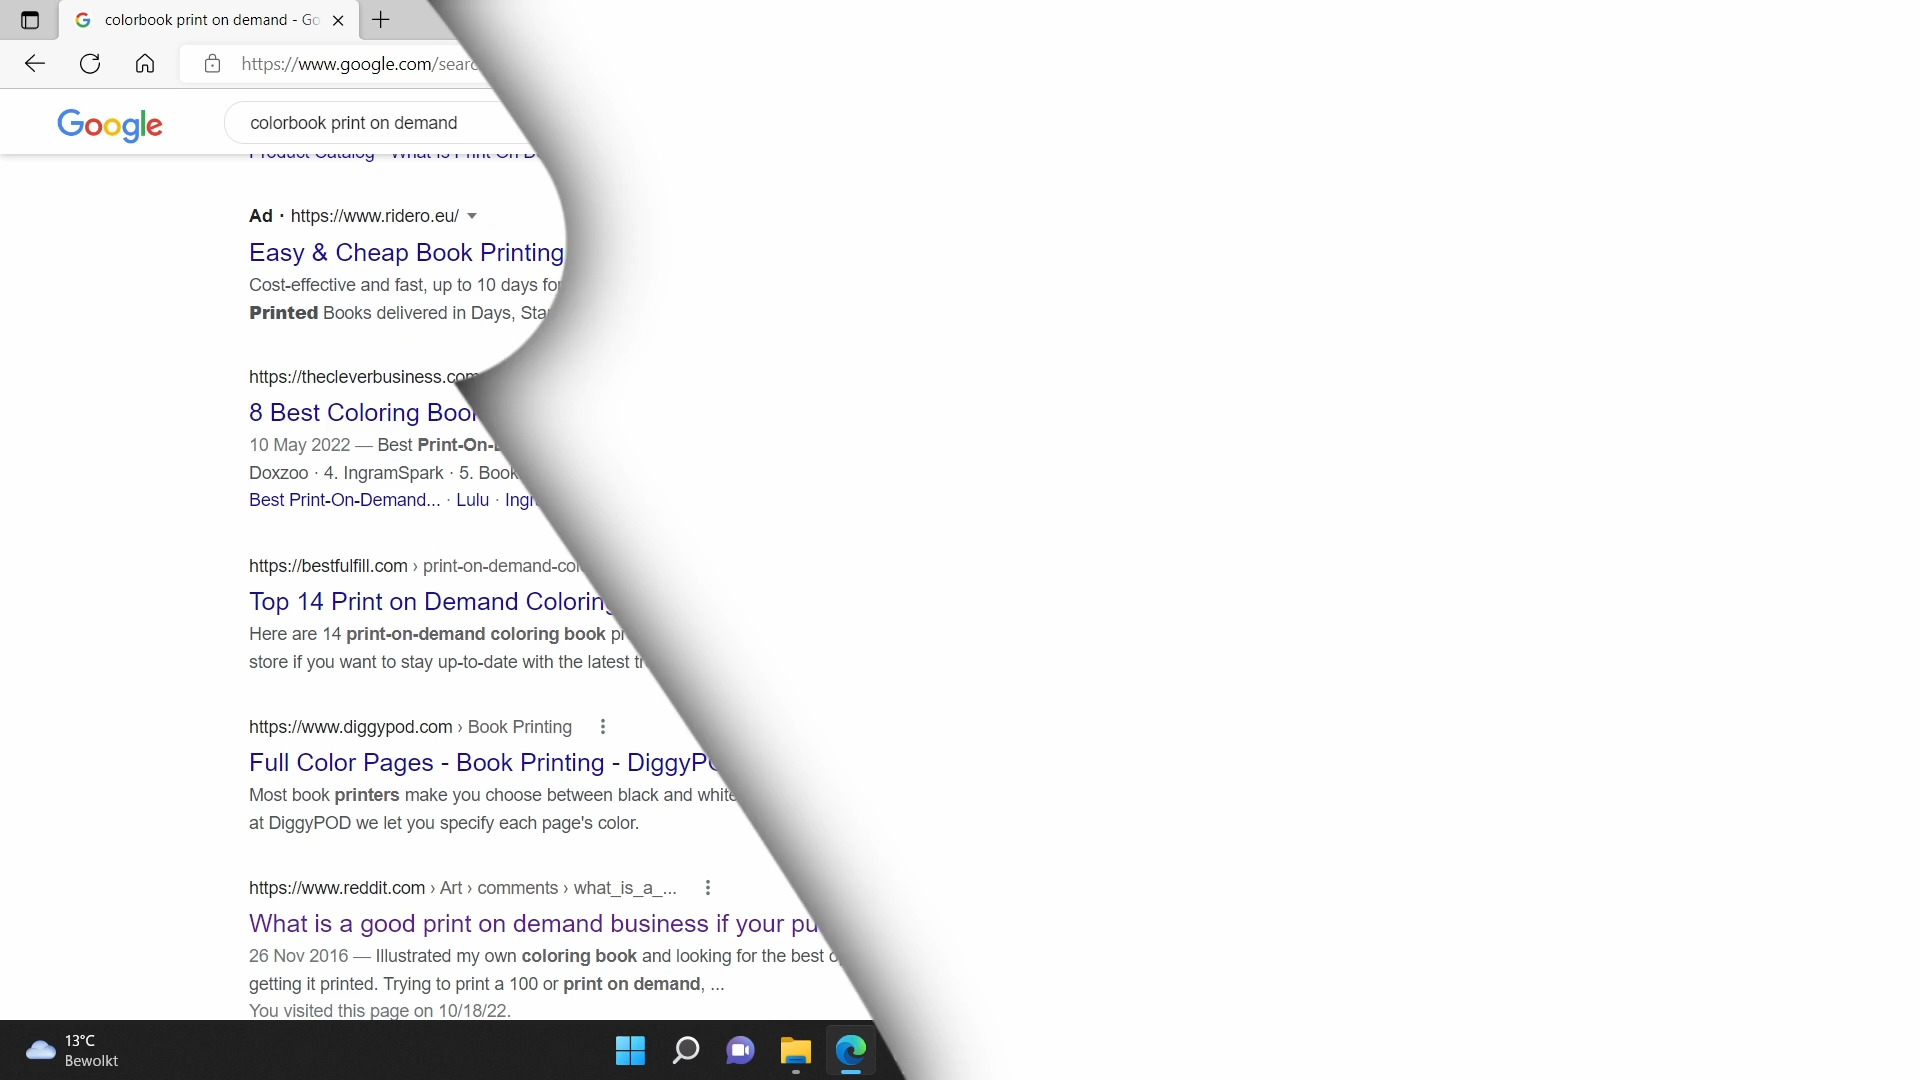 colorbook print on demand - Go
https://www.google.com/searc
Google
colorbook print on demand
Product Catalog What Is Print On D
Ad · https://www.ridero.eu/
Easy & Cheap Book Printing
Cost-effective and fast, up to 10 days for
Printed Books delivered in Days, Star
https://thecleverbusiness.com
8 Best Coloring Book
10 May 2022 — Best Print-On-D
Doxzoo · 4. IngramSpark · 5. Book
Best Print-On-Demand... · Lulu · Ingr
https://bestfulfill.com › print-on-demand-col
Top 14 Print on Demand Coloring
Here are 14 print-on-demand coloring book pr
store if you want to stay up-to-date with the latest tr
https://www.diggypod.com › Book Printing
Full Color Pages - Book Printing - DiggyPO
Most book printers make you choose between black and white
at DiggyPOD we let you specify each page's color.
https://www.reddit.com › Art › comments › what_is_a_...
What is a good print on demand business if your pu
26 Nov 2016 — Illustrated my own coloring book and looking for the best o
getting it printed. Trying to print a 100 or print on demand, ...
You visited this page on 10/18/22.
13°C
Bewolkt